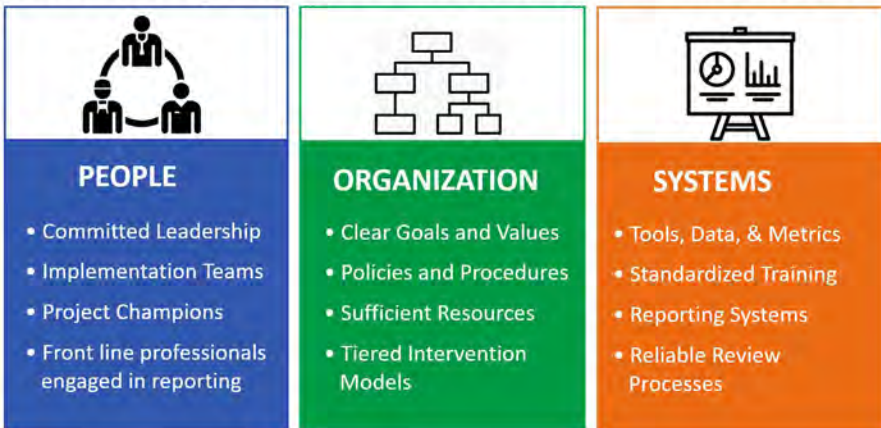 PEOPLE
• Committed Leadership
• Implementation Teams
• Project Champions
• Front line professionals
engaged in reporting
ORGANIZATION
• Clear Goals and Values
• Policies and Procedures
• Sufficient Resources
• Tiered Intervention
Models
SYSTEMS
• Tools, Data, & Metrics
• Standardized Training
• Reporting Systems
• Reliable Review
Processes